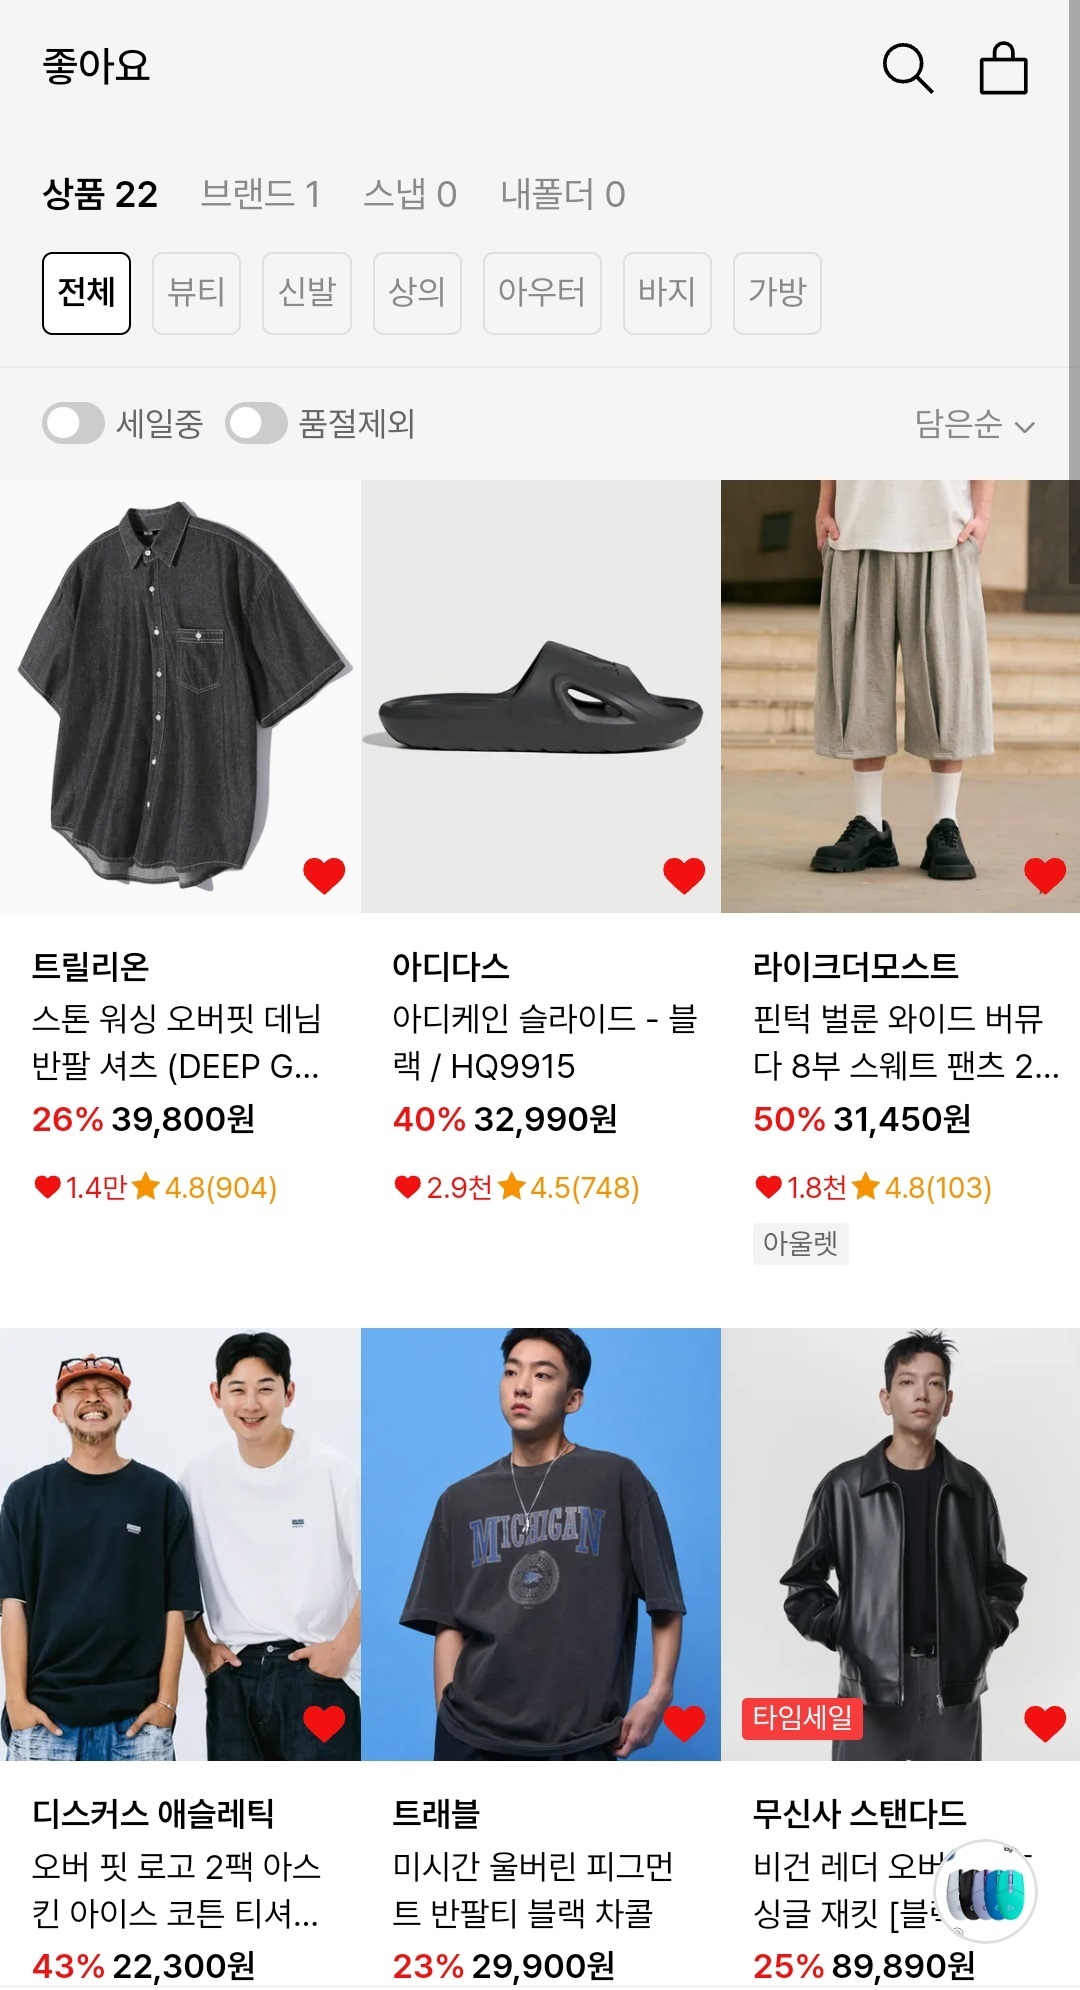 좋아요
상품 22 브랜드 1 스냅 0 내폴더 0
전체 뷰티 신발 상의 아우터 바지 가방
세일중 품절제외 담은순
트릴리온
스톤 워싱 오버핏 데님
반팔 셔츠 (DEEP G...
26% 39,800원
1.4만 4.8(904)
아디다스
아디케인 슬라이드 - 블
랙 / HQ9915
40% 32,990원
2.9천 4.5(748)
라이크더모스트
핀턱 벌룬 와이드 버뮤
다 8부 스웨트 팬츠 2...
50% 31,450원
1.8천 4.8(103)
아울렛
MICHIGAN
타임세일
디스커스 애슬레틱
오버 핏 로고 2팩 아스
킨 아이스 코튼 티셔...
43% 22,300원
트래블
미시간 울버린 피그먼
트 반팔티 블랙 차콜
23% 29,900원
무신사 스탠다드
비건 레더
싱글 재킷
25% 89,890원